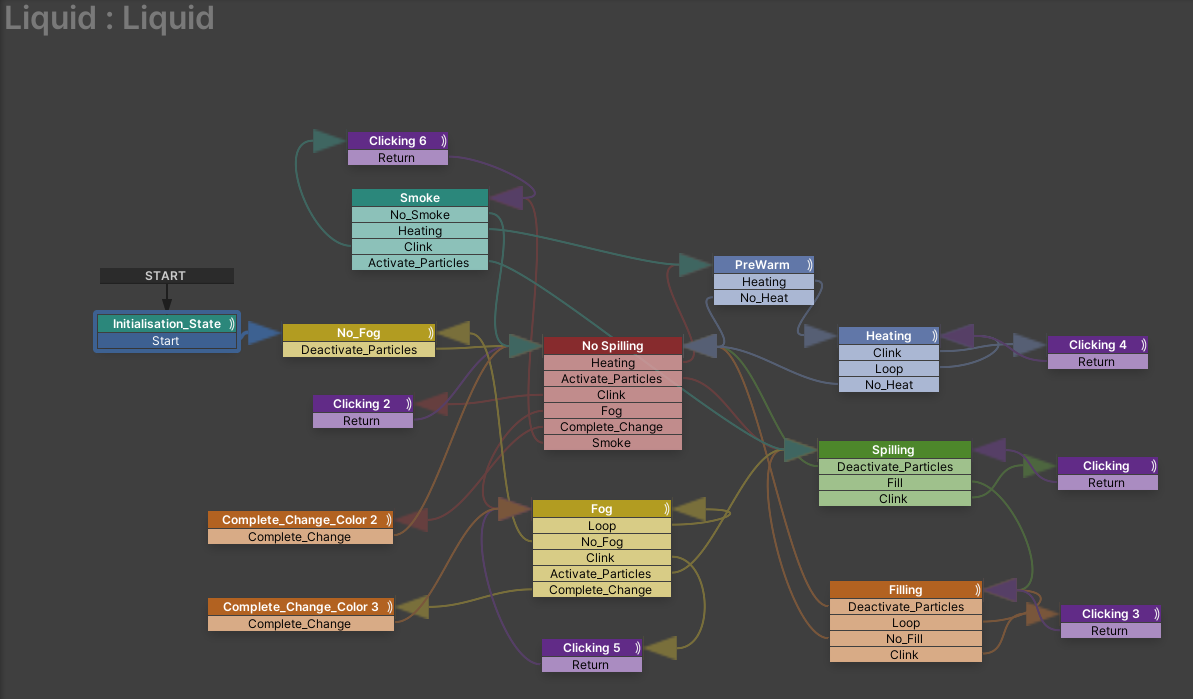 Liquid : Liquid
Clicking 6
Return
Smoke
No_Smoke
Heating
Clink
Activate_Particles
START
Initialisation_State
Start
No_Fog
Deactivate_Particles
PreWarm
Heating
No_Heat
No Spilling
Heating
Activate_Particles
Clink
Fog
Complete_Change
Smoke
Heating
Clink
Loop
No_Heat
Clicking 4
Return
Clicking 2
Return
Spilling
Deactivate_Particles
Fill
Clink
Clicking
Return
Complete_Change_Color 2
Complete_Change
Fog
Loop
No_Fog
Clink
Activate_Particles
Complete_Change
Complete_Change_Color 3
Complete_Change
Filling
Deactivate_Particles
Loop
No_Fill
Clink
Clicking 3
Return
Clicking 5
Return